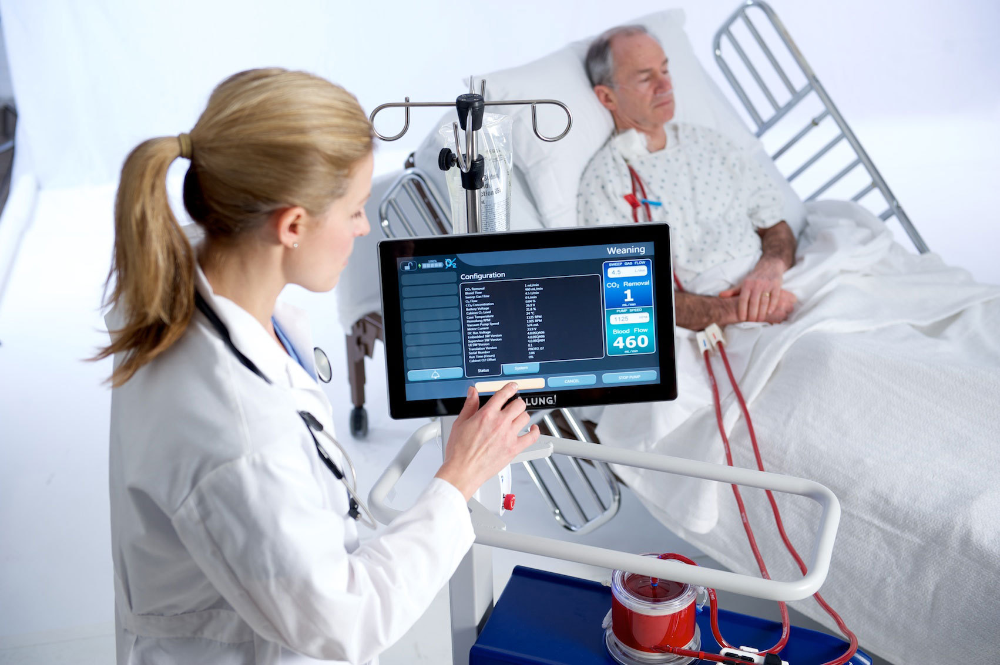 Weaning
100%
O2
Configuration
CO₂ Removal 1 mL/min
Blood Flow 460 mL/min
Sweep Gas Flow 4.5 L/min
O₂ Flow 0 L/min
CO₂ Concentration 0.04 %
Battery Voltage 26.9 V
Cabinet O₂ Level 21.8 %
Case Temperature 24 °C
Hemolung RPM 1125 RPM
Vacuum Pump Speed 1305 RPM
Motor Current 574 mA
DC Bus Voltage 23.9 V
Embedded SW Version 4.0.0SQA06
Supervisor SW Version 4.0.0SQA06
UI SW Version 4.0.0SQA04
Translation Version 0.1
Serial Number PROTO_07
Run Time (Hours) 3.06
Cabinet O2 Offset 0%
Status
System
SWEEP GAS FLOW
4.5 L/min
CO₂ Removal
1
mL/min
PUMP SPEED
1125 RPM
Blood Flow
460
mL/min
CANCEL
STOP PUMP
LUNG